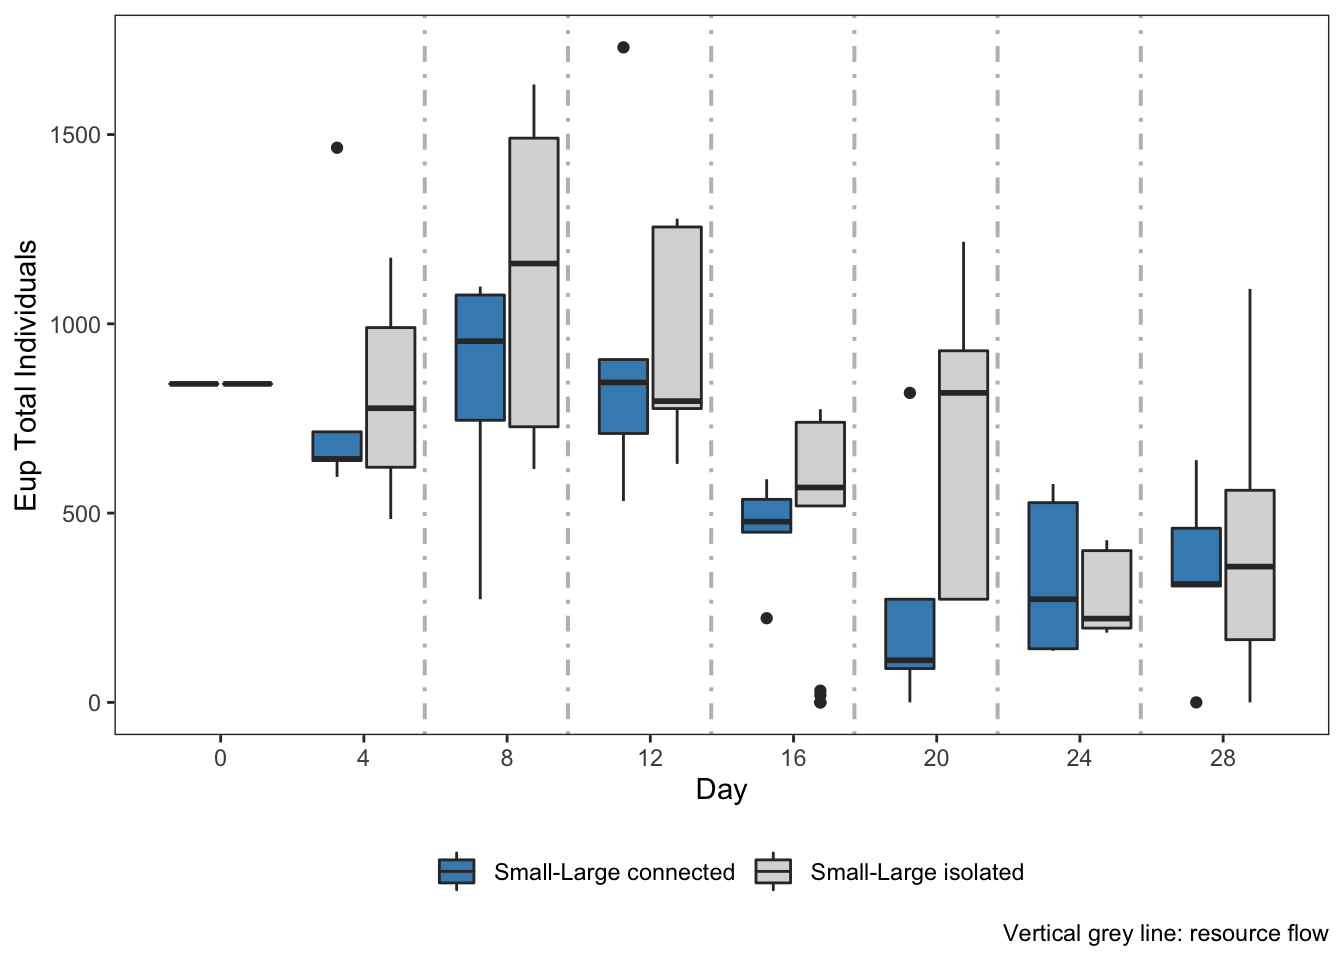 Eup Total Individuals
1500
1000
500
0
0 4 8 12 16 20 24 28
Day
Small-Large connected Small-Large isolated
Vertical grey line: resource flow